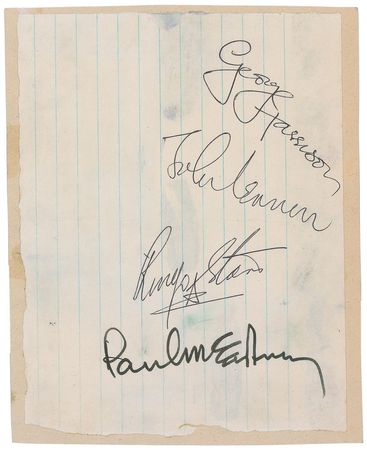 George Harrison
John Lennon
Ringo Starr
Paul McCartney